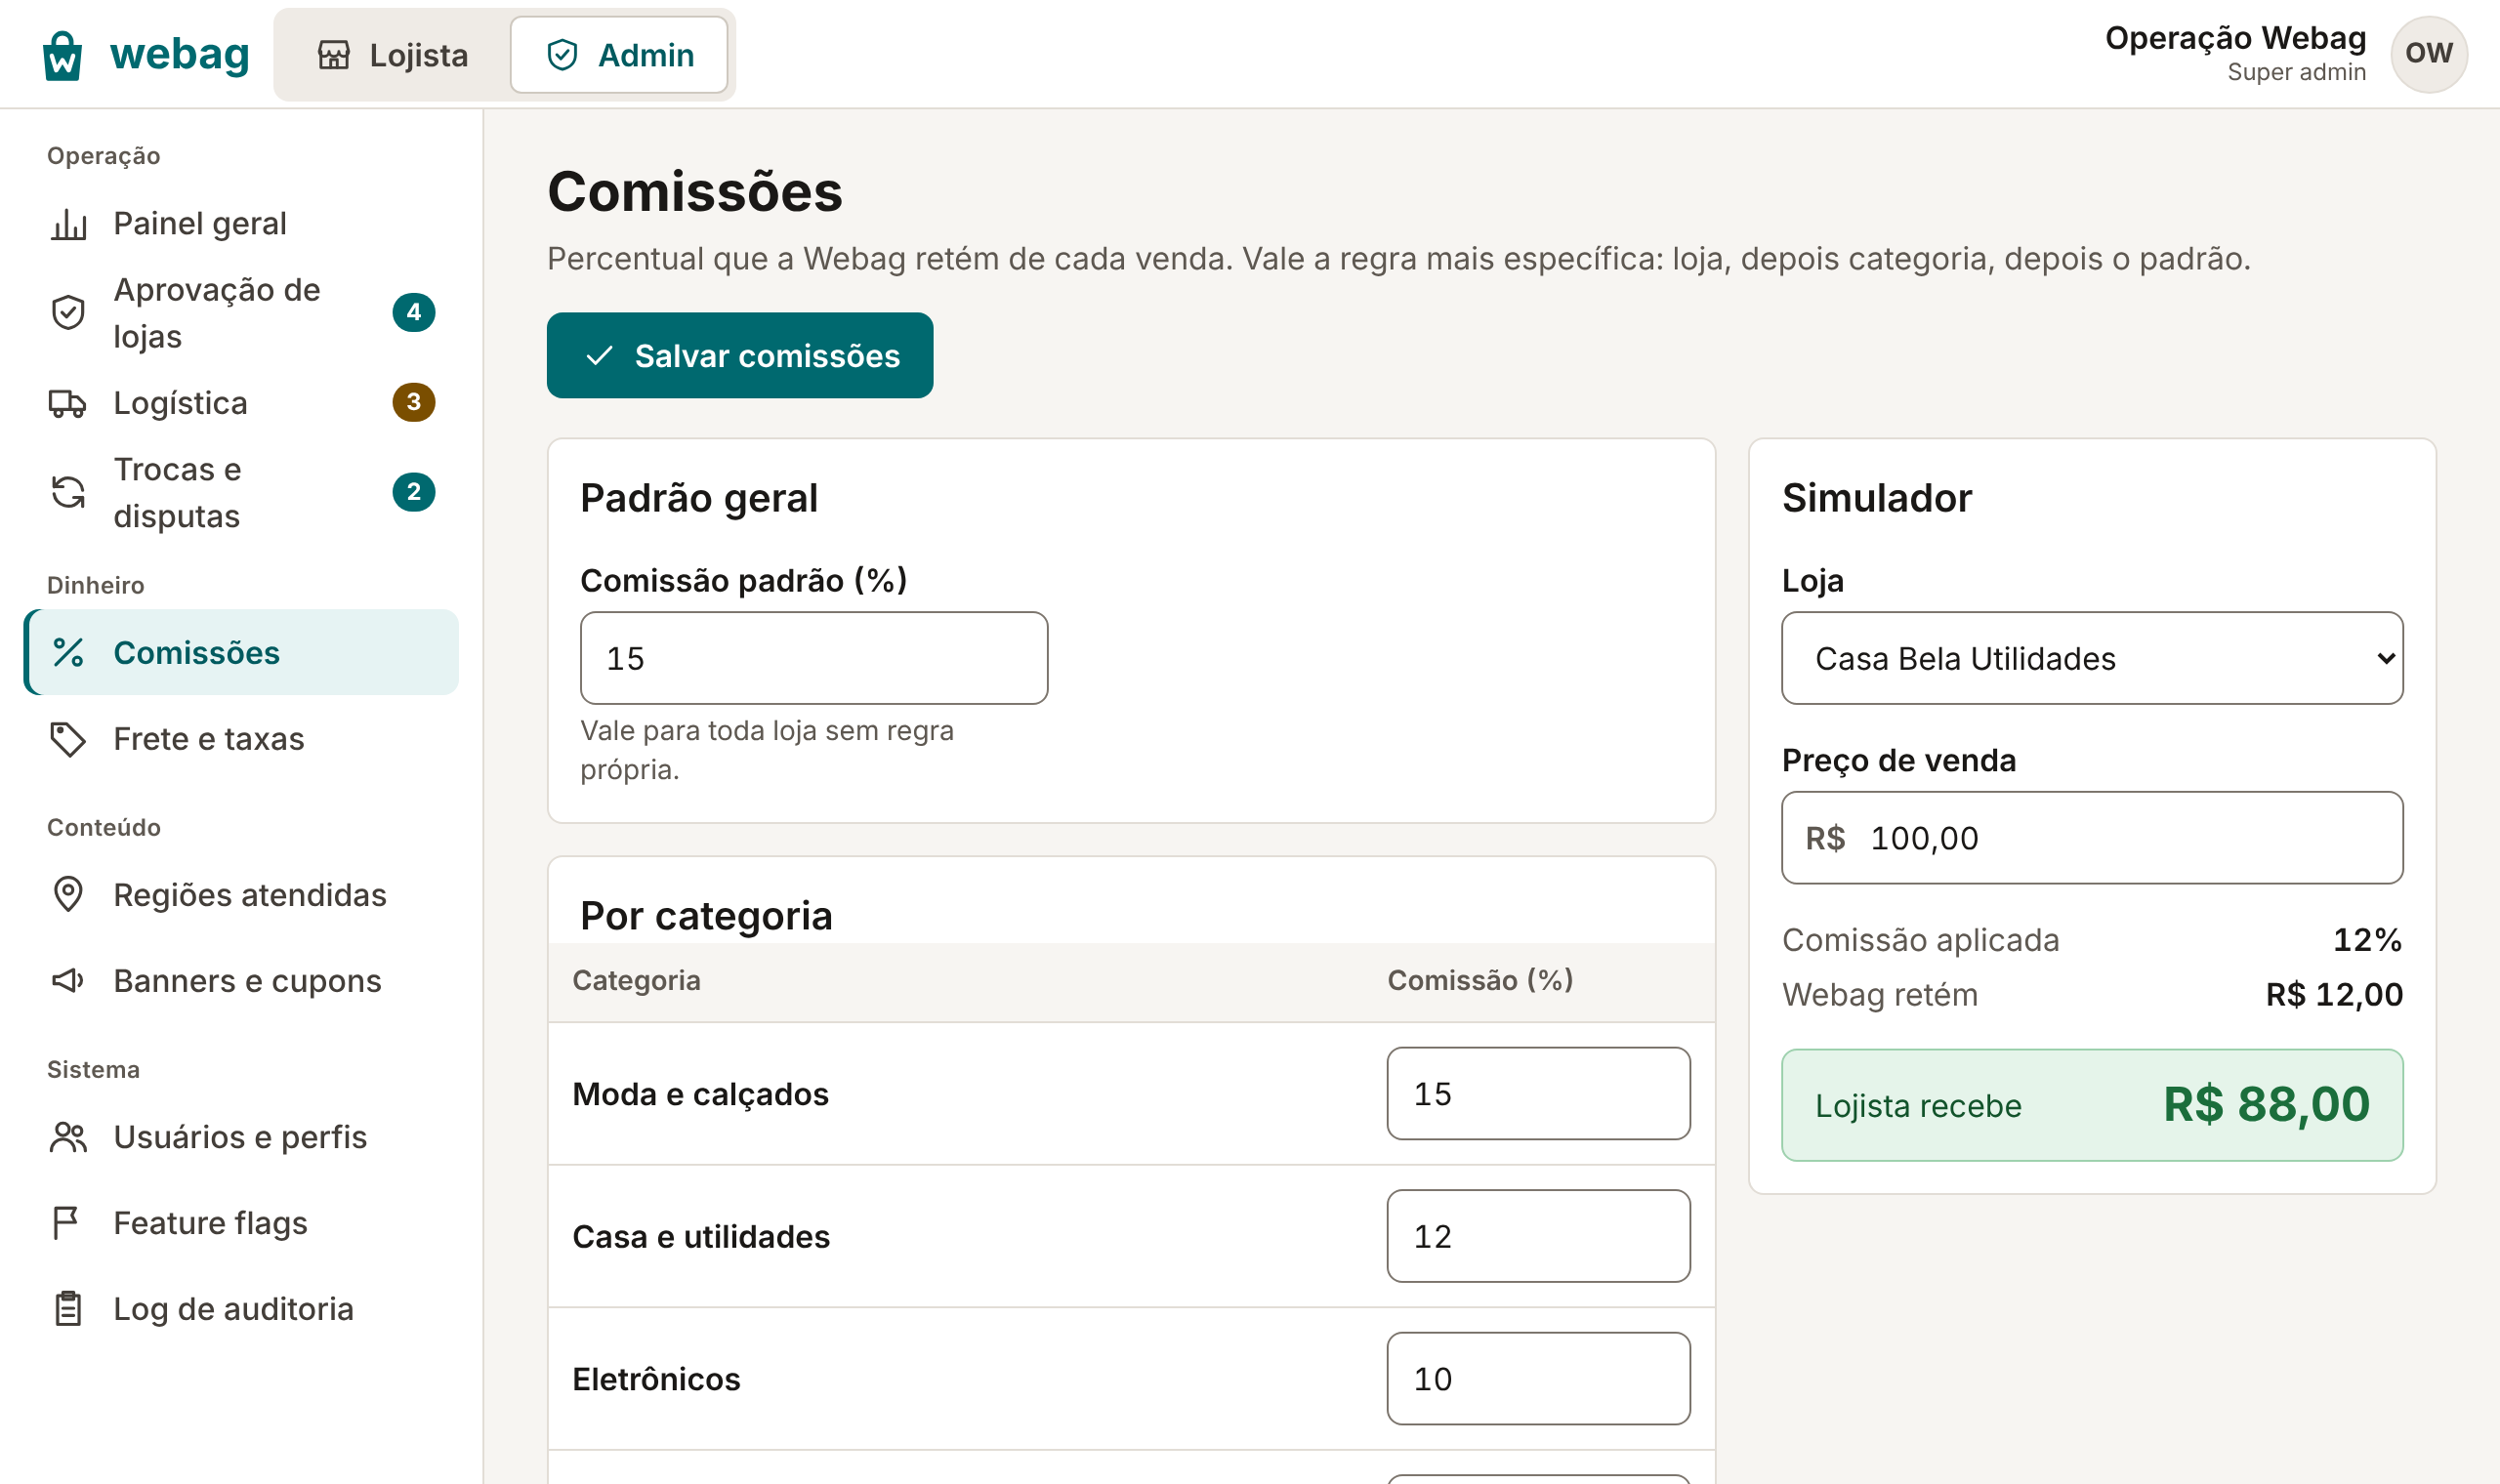 webag
Lojista
Admin
Operação Webag
Super admin
OW
Operação
Painel geral
Aprovação de
lojas
4
Logística
3
Trocas e
disputas
2
Dinheiro
Comissões
Frete e taxas
Conteúdo
Regiões atendidas
Banners e cupons
Sistema
Usuários e perfis
Feature flags
Log de auditoria
Comissões
Percentual que a Webag retém de cada venda. Vale a regra mais específica: loja, depois categoria, depois o padrão.
Salvar comissões
Padrão geral
Comissão padrão (%)
15
Vale para toda loja sem regra
própria.
Por categoria
Categoria Comissão (%)
Moda e calçados 15
Casa e utilidades 12
Eletrônicos 10
Simulador
Loja
Casa Bela Utilidades
Preço de venda
R$ 100,00
Comissão aplicada 12%
Webag retém R$ 12,00
Lojista recebe R$ 88,00